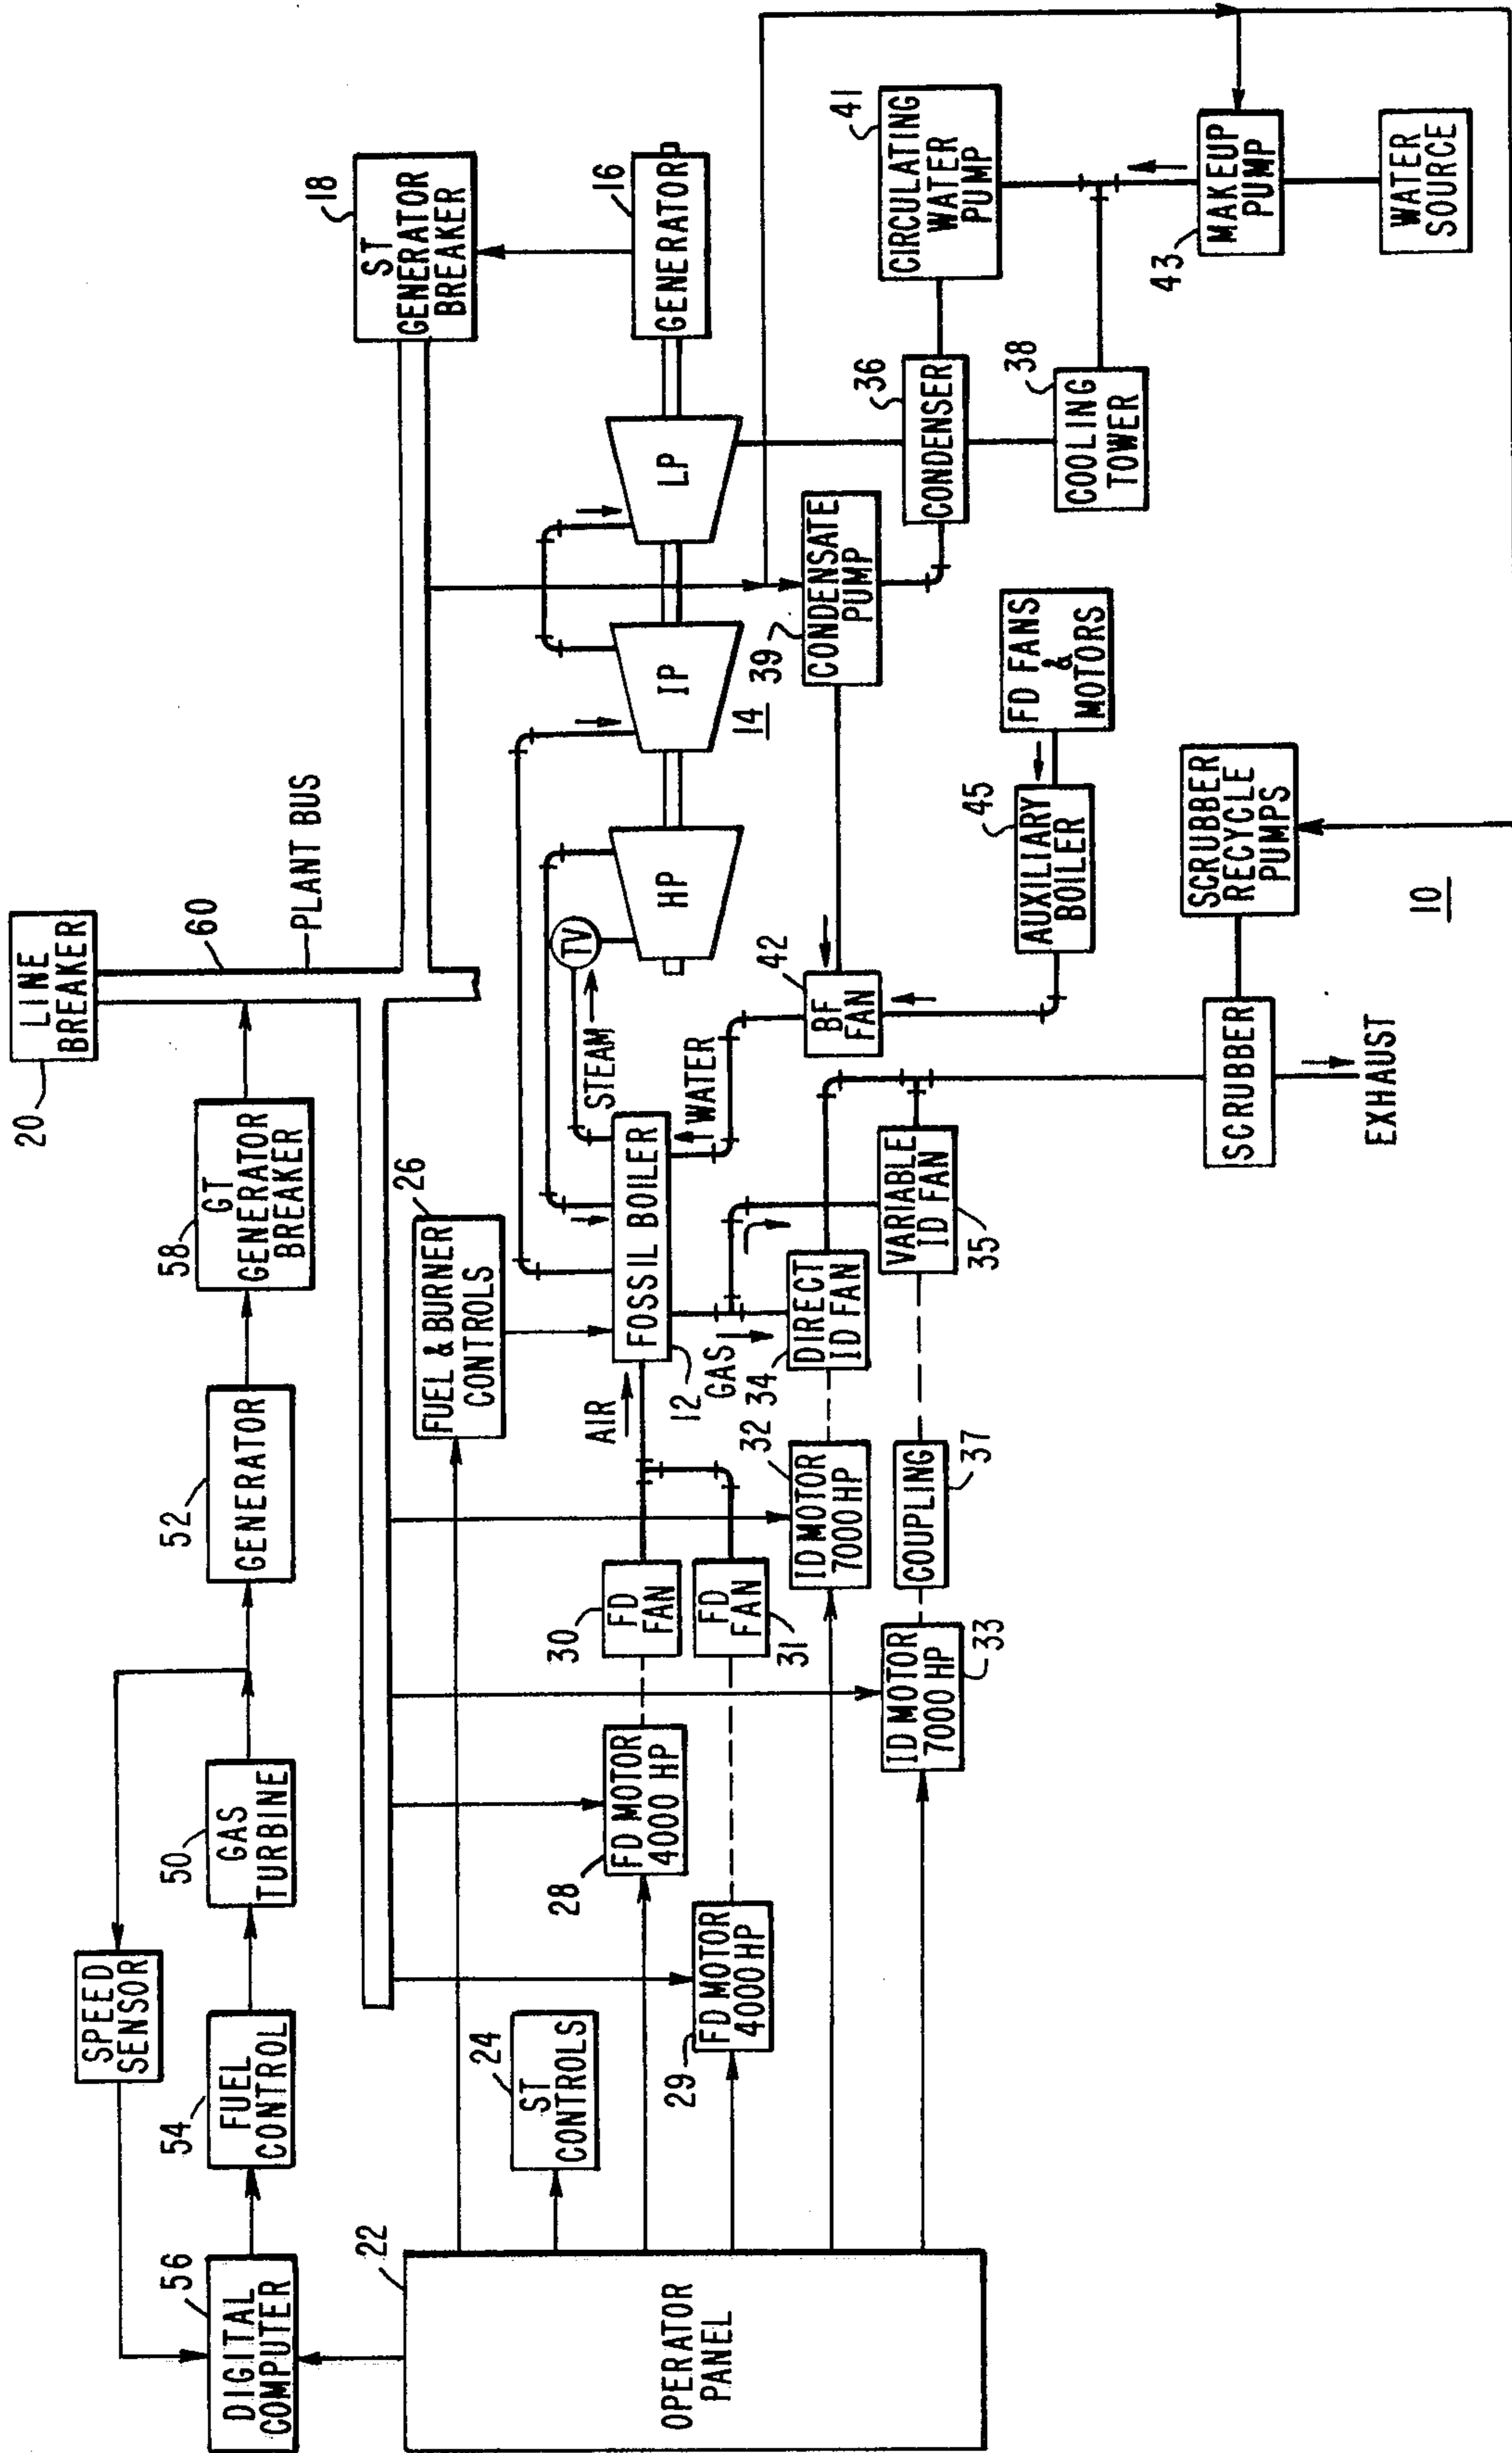 20
LINE
BREAKER
60
PLANT BUS
58
GT
GENERATOR
BREAKER
52
GENERATOR
50
GAS
TURBINE
SPEED
SENSOR
54
FUEL
CONTROL
56
DIGITAL
COMPUTER
18
ST
GENERATOR
BREAKER
16
GENERATOR
LP
IP
HP
14
TV
STEAM
WATER
26
FUEL & BURNER
CONTROLS
FOSSIL BOILER
12
AIR
GAS
22
OPERATOR
PANEL
24
ST
CONTROLS
28
FD MOTOR
4000 HP
29
FD MOTOR
4000 HP
30
FD
FAN
31
FD
FAN
32
ID MOTOR
7000 HP
33
ID MOTOR
7000 HP
34
DIRECT
ID FAN
35
VARIABLE
ID FAN
37
COUPLING
39
CONDENSATE
PUMP
36
CONDENSER
41
CIRCULATING
WATER
PUMP
38
COOLING
TOWER
43
MAKEUP
PUMP
WATER
SOURCE
42
BF
FAN
45
AUXILIARY
BOILER
FD FANS
&
MOTORS
SCRUBBER
RECYCLE
PUMPS
SCRUBBER
EXHAUST
10